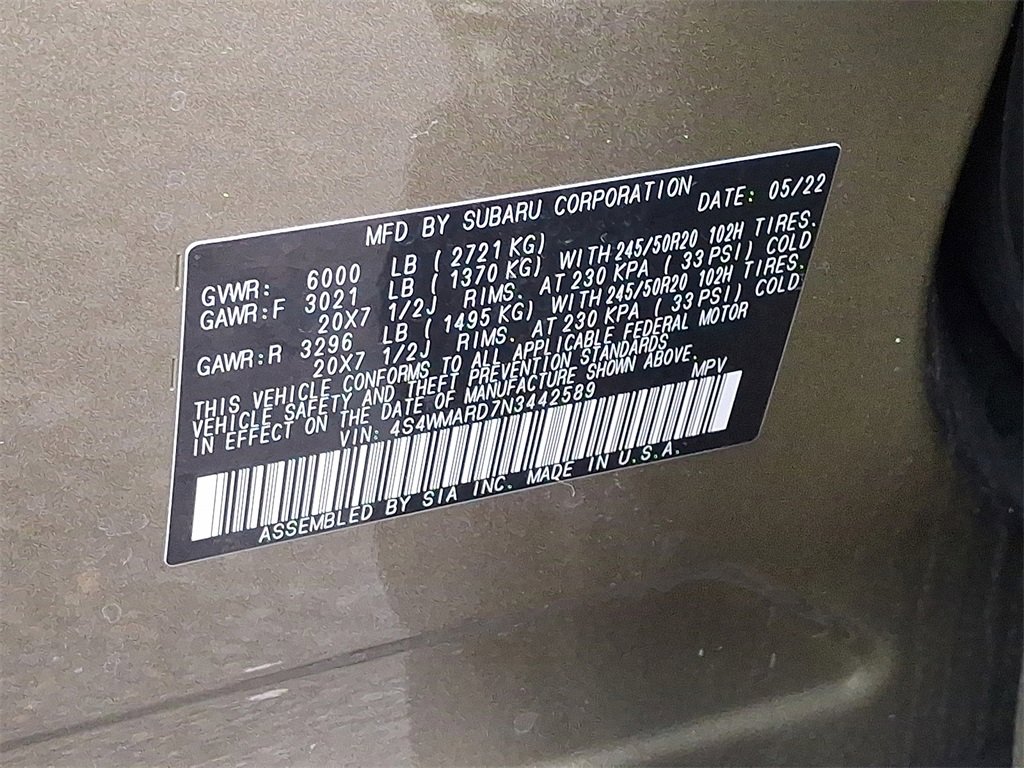 MFD BY SUBARU CORPORATION DATE: 05/22
GVWR: 6000 LB ( 2721 KG)
GAWR:F 3021 LB ( 1370 KG) WITH 245/50R20 102H TIRES.
20X7 1/2J RIMS. AT 230 KPA ( 33 PSI) COLD
GAWR:R 3296 LB ( 1495 KG) WITH 245/50R20 102H TIRES.
20X7 1/2J RIMS. AT 230 KPA ( 33 PSI) COLD.
THIS VEHICLE CONFORMS TO ALL APPLICABLE FEDERAL MOTOR
VEHICLE SAFETY AND THEFT PREVENTION STANDARDS
IN EFFECT ON THE DATE OF MANUFACTURE SHOWN ABOVE.
VIN: 4S4WMARD7N3442589 MPV
ASSEMBLED BY SIA INC. MADE IN U.S.A.